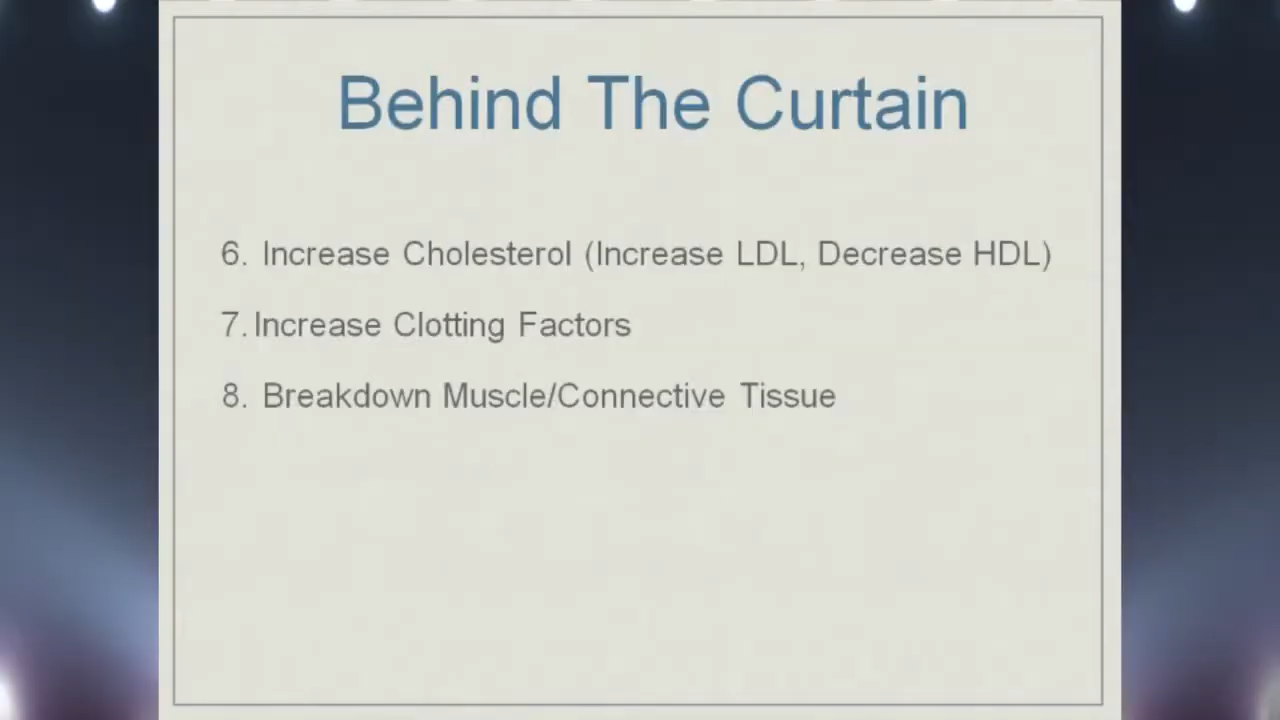 Behind The Curtain
6. Increase Cholesterol (Increase LDL, Decrease HDL)
7. Increase Clotting Factors
8. Breakdown Muscle/Connective Tissue